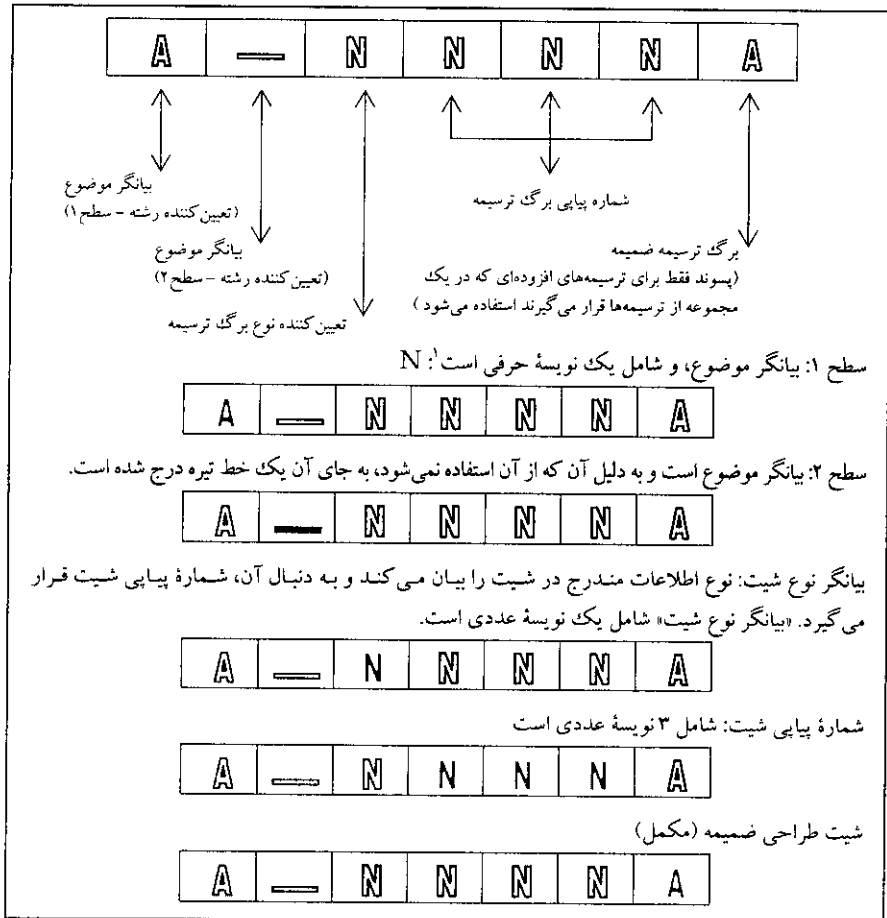 A — N N N N A
بیانگر موضوع
(تعیین‌کننده رشته - سطح ۱)
شماره پیاپی برگ ترسیمه
بیانگر موضوع
(تعیین‌کننده رشته - سطح ۲)
برگ ترسیمه ضمیمه
(پسوند فقط برای ترسیمه‌های افزوده‌ای که در یک
مجموعه از ترسیمه‌ها قرار می‌گیرند استفاده می‌شود)
تعیین‌کننده نوع برگ ترسیمه
سطح ۱: بیانگر موضوع، و شامل یک نویسهٔ حرفی است۱: N
A — N N N N A
سطح ۲: بیانگر موضوع است و به دلیل آن که از آن استفاده نمی‌شود، به جای آن یک خط تیره درج شده است.
A — N N N N A
بیانگر نوع شیت: نوع اطلاعات مندرج در شیت را بیان می‌کند و به دنبال آن، شمارهٔ پیاپی شیت قرار
می‌گیرد. «بیانگر نوع شیت» شامل یک نویسهٔ عددی است.
A — N N N N A
شمارهٔ پیاپی شیت: شامل ۳ نویسهٔ عددی است
A — N N N N A
شیت طراحی ضمیمه (مکمل)
A — N N N N A